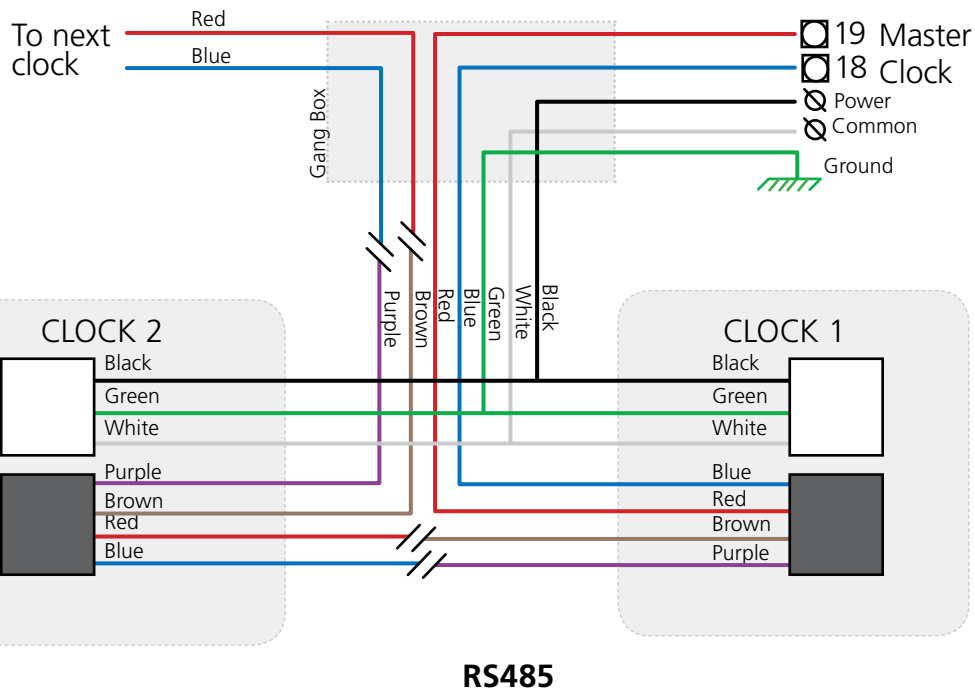 Red
To next
clock
Blue
Gang Box
19 Master
18 Clock
Power
Common
Ground
Purple
Brown
Red
Blue
Green
White
Black
CLOCK 2
Black
Green
White
Purple
Brown
Red
Blue
CLOCK 1
Black
Green
White
Blue
Red
Brown
Purple
RS485